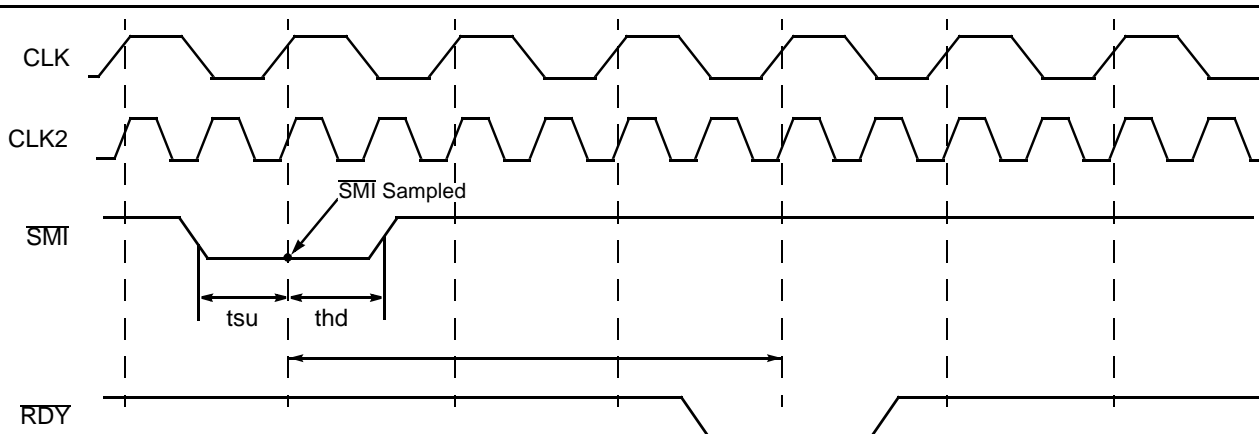 CLK
CLK2
SMI Sampled
SMI
tsu thd
RDY